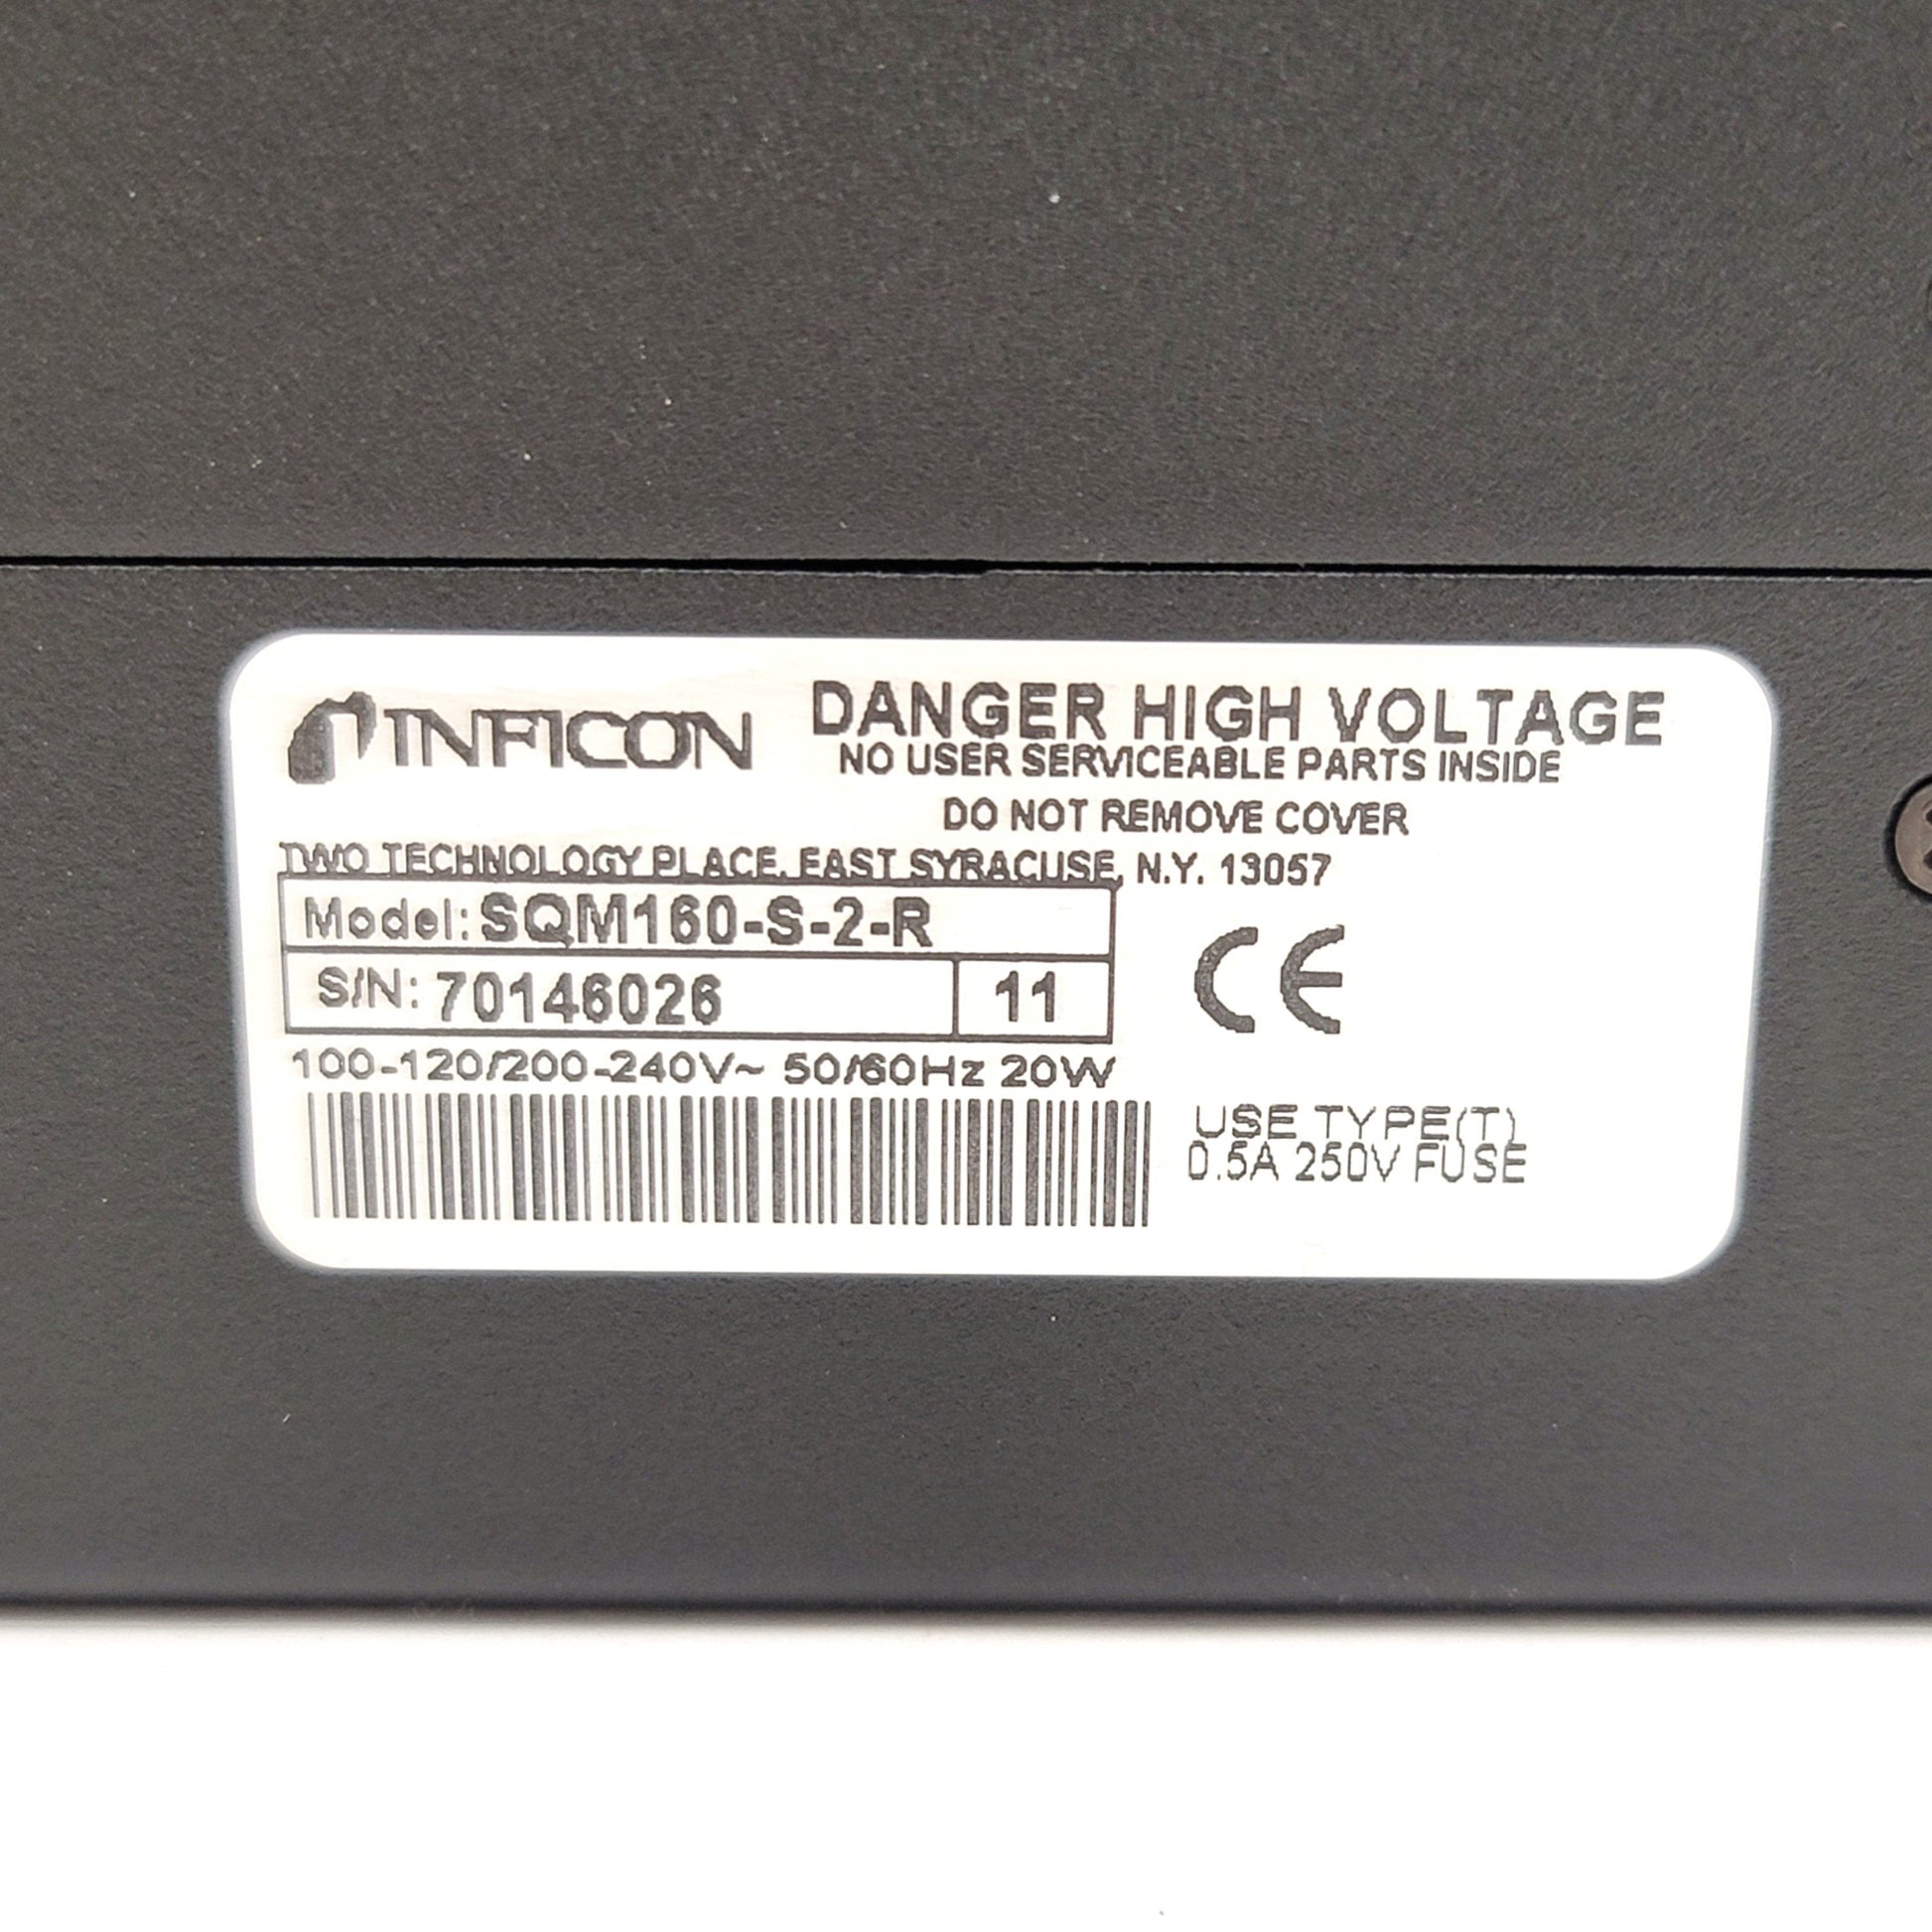 INFICON
DANGER HIGH VOLTAGE
NO USER SERVICEABLE PARTS INSIDE
DO NOT REMOVE COVER
TWO TECHNOLOGY PLACE, EAST SYRACUSE, N.Y. 13057
Model: SQM160-S-2-R
S/N: 70146026 11
CE
100-120/200-240V~ 50/60Hz 20W
USE TYPE(T)
0.5A 250V FUSE